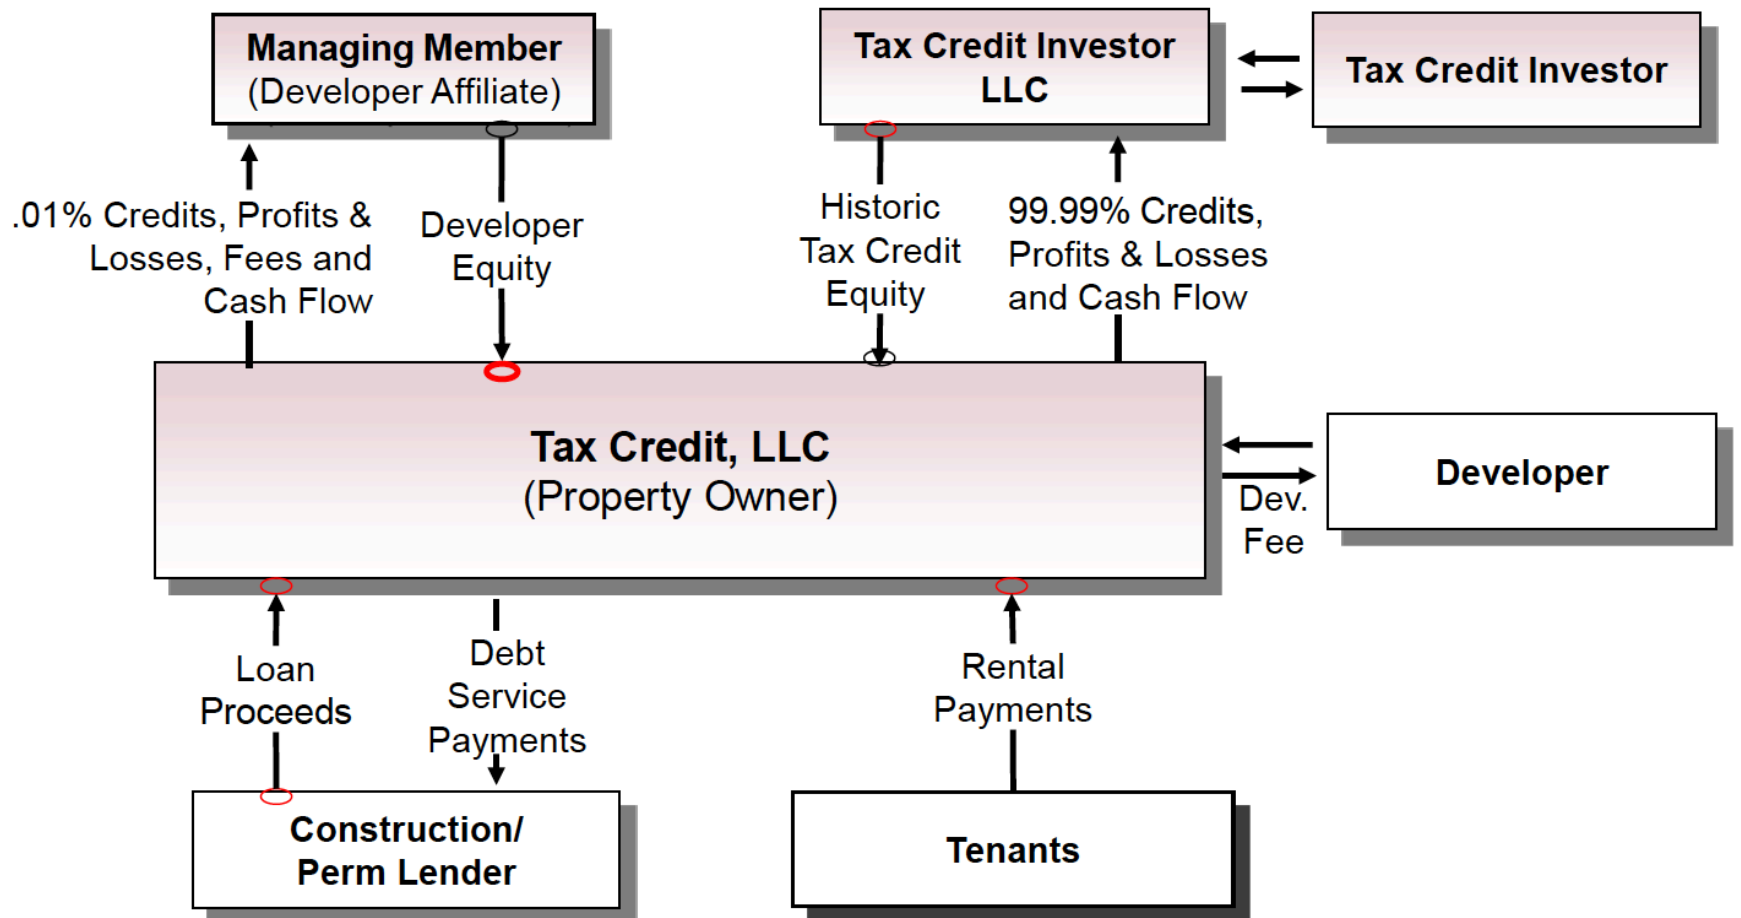 Managing Member
(Developer Affiliate)
Tax Credit Investor
LLC
Tax Credit Investor
.01% Credits, Profits &
Losses, Fees and
Cash Flow
Developer
Equity
Historic
Tax Credit
Equity
99.99% Credits,
Profits & Losses
and Cash Flow
Tax Credit, LLC
(Property Owner)
Developer
Dev.
Fee
Loan
Proceeds
Debt
Service
Payments
Rental
Payments
Construction/
Perm Lender
Tenants